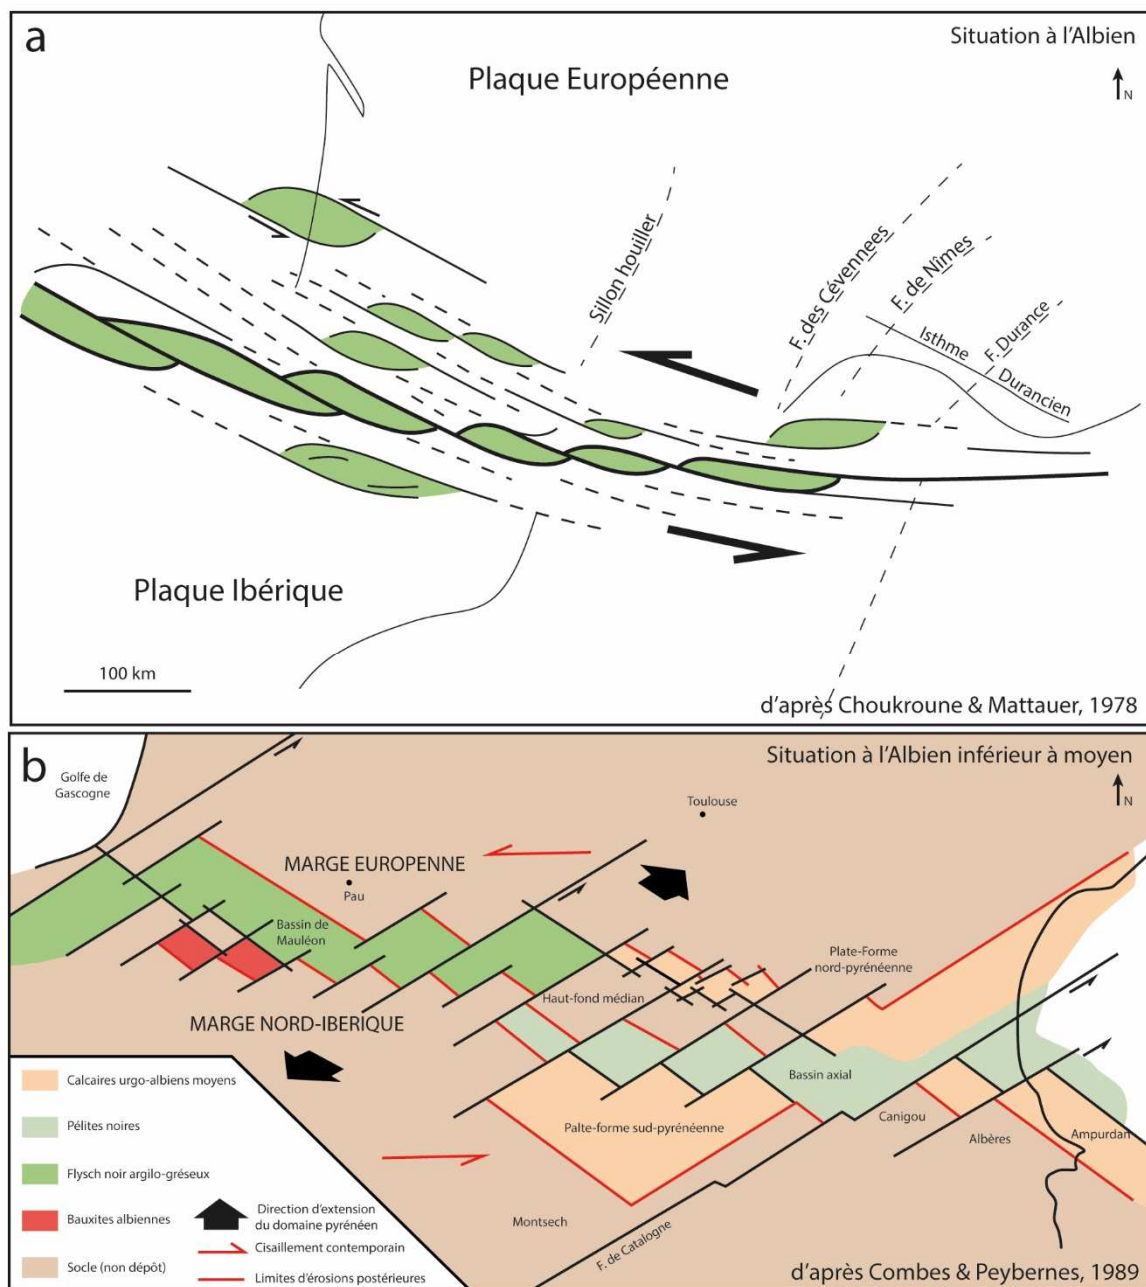 a
Situation à l'Albien
Plaque Européenne
N
Sillon houiller
F. des Cévennees
F. de Nîmes
F. Durance
Isthme
Durancien
Plaque Ibérique
100 km
d'après Choukroune & Mattauer, 1978
b
Situation à l'Albien inférieur à moyen
Golfe de
Gascogne
N
Toulouse
MARGE EUROPENNE
Pau
Bassin de
Mauléon
Plate-Forme
nord-pyrénéenne
Haut-fond médian
MARGE NORD-IBERIQUE
Bassin axial
Canigou
Palte-forme sud-pyrénéenne
Albères
Ampurdan
Montsech
F. de Catalogne
Calcaires urgo-albiens moyens
Pélites noires
Flysch noir argilo-gréseux
Bauxites albiennes
Socle (non dépôt)
Direction d'extension
du domaine pyrénéen
Cisaillement contemporain
Limites d'érosions postérieures
d'après Combes & Peybernes, 1989